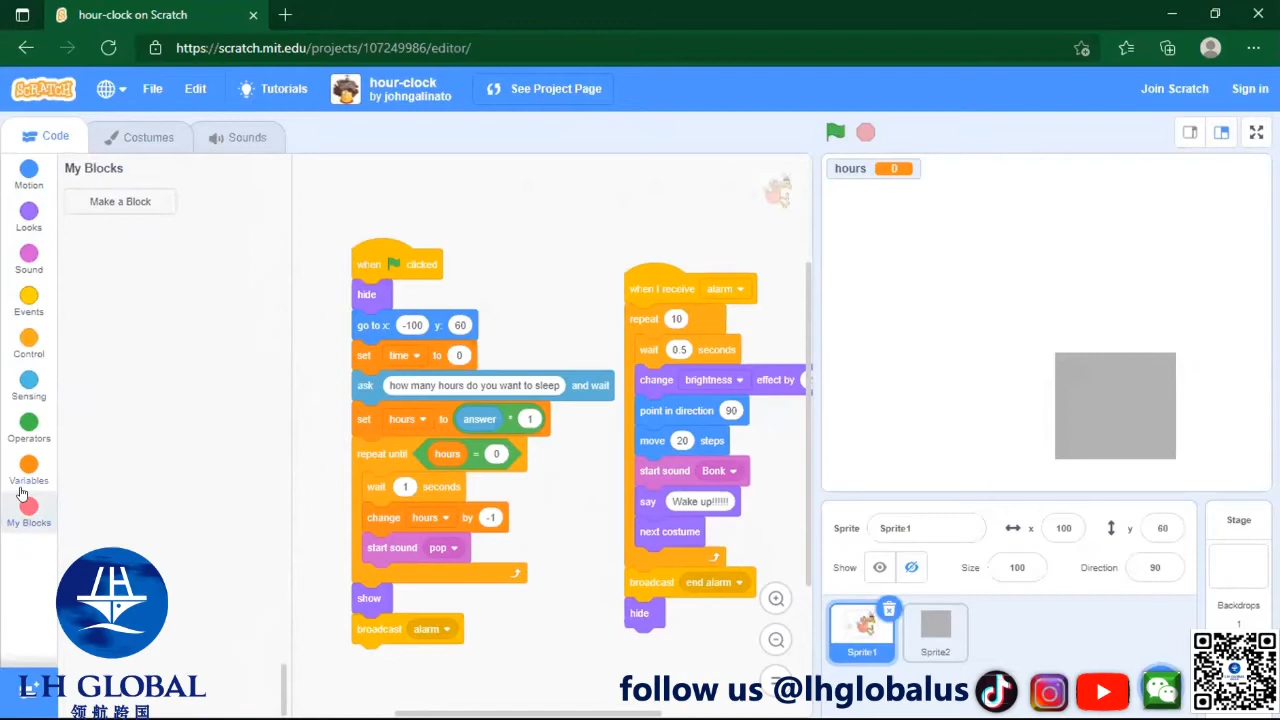 hour-clock on Scratch
https://scratch.mit.edu/projects/107249986/editor/
SCRATCH
File
Edit
Tutorials
hour-clock
by johngalinato
See Project Page
Join Scratch
Sign in
Code
Costumes
Sounds
Motion
Looks
Sound
Events
Control
Sensing
Operators
Variables
My Blocks
My Blocks
Make a Block
when clicked
hide
go to x: -100 y: 60
set time to 0
ask how many hours do you want to sleep and wait
set hours to answer * 1
repeat until hours = 0
wait 1 seconds
change hours by -1
start sound pop
show
broadcast alarm
when I receive alarm
repeat 10
wait 0.5 seconds
change brightness effect by
point in direction 90
move 20 steps
start sound Bonk
say Wake up!!!!!!
next costume
broadcast end alarm
hide
hours 0
Sprite Sprite1 x 100 y 60
Show Size 100 Direction 90
Sprite1
Sprite2
Stage
Backdrops
1
LH
LH GLOBAL
领航跨国
follow us @lhglobalus